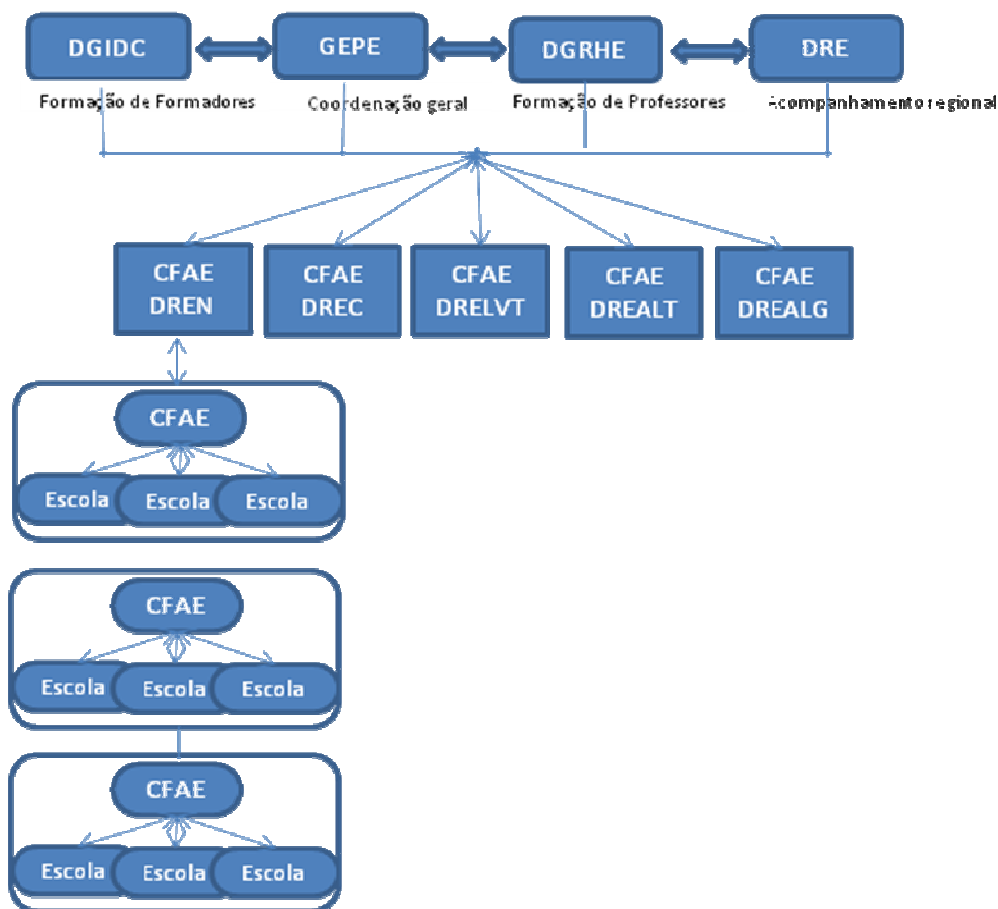 DGIDC
GEPE
DGRHE
DRE
Formação de Formadores
Coordenação geral
Formação de Professores
Acompanhamento regional
CFAE
DREN
CFAE
DREC
CFAE
DRELVT
CFAE
DREALT
CFAE
DREALG
CFAE
Escola
Escola
Escola
CFAE
Escola
Escola
Escola
CFAE
Escola
Escola
Escola